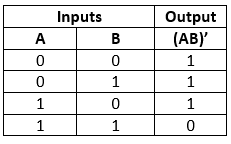 Inputs Output
A B (AB)’
0 0 1
0 1 1
1 0 1
1 1 0